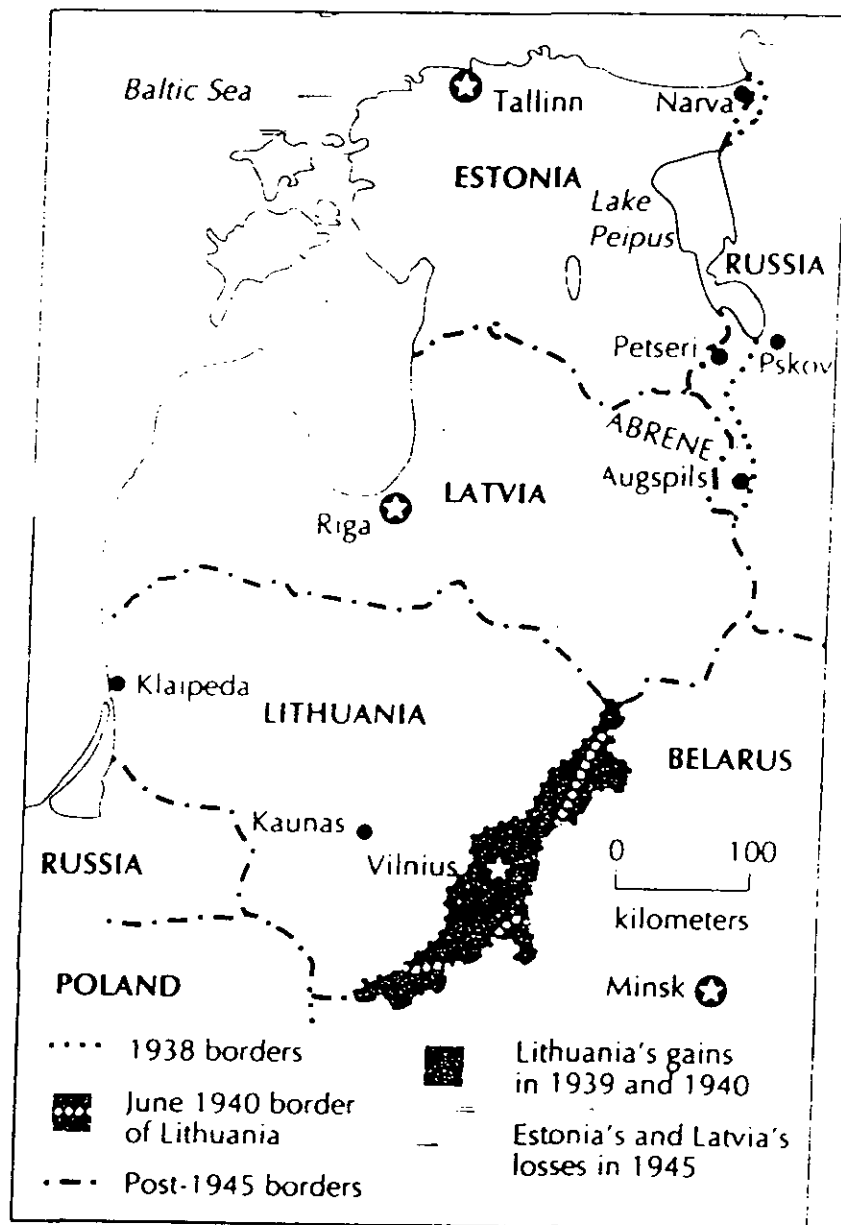 Baltic Sea
Tallinn
Narva
ESTONIA
Lake
Peipus
RUSSIA
Petseri
Pskov
ABRENE
Augspils
LATVIA
Riga
Klaipeda
LITHUANIA
BELARUS
Kaunas
Vilnius
RUSSIA
0 100
kilometers
POLAND
Minsk
1938 borders
June 1940 border
of Lithuania
Post-1945 borders
Lithuania's gains
in 1939 and 1940
Estonia's and Latvia's
losses in 1945